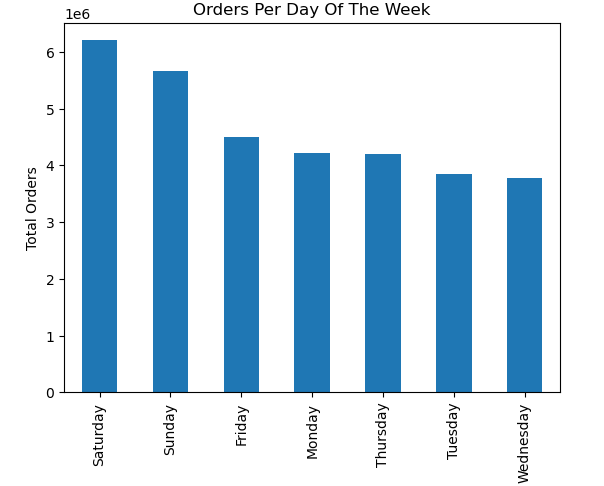 Orders Per Day Of The Week
1e6
6
5
4
3
2
1
0
Total Orders
Saturday
Sunday
Friday
Monday
Thursday
Tuesday
Wednesday